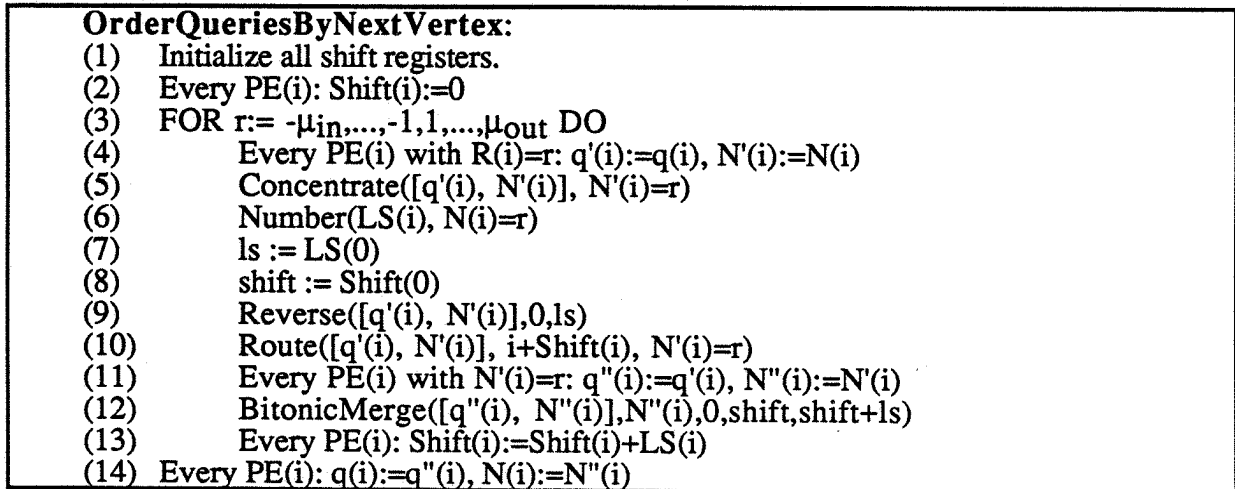 OrderQueriesByNextVertex:
(1) Initialize all shift registers.
(2) Every PE(i): Shift(i):=0
(3) FOR r:= -μin,...,-1,1,...,μout DO
(4) Every PE(i) with R(i)=r: q'(i):=q(i), N'(i):=N(i)
(5) Concentrate([q'(i), N'(i)], N'(i)=r)
(6) Number(LS(i), N(i)=r)
(7) ls := LS(0)
(8) shift := Shift(0)
(9) Reverse([q'(i), N'(i)],0,ls)
(10) Route([q'(i), N'(i)], i+Shift(i), N'(i)=r)
(11) Every PE(i) with N'(i)=r: q"(i):=q'(i), N"(i):=N'(i)
(12) BitonicMerge([q"(i), N"(i)],N"(i),0,shift,shift+ls)
(13) Every PE(i): Shift(i):=Shift(i)+LS(i)
(14) Every PE(i): q(i):=q"(i), N(i):=N"(i)